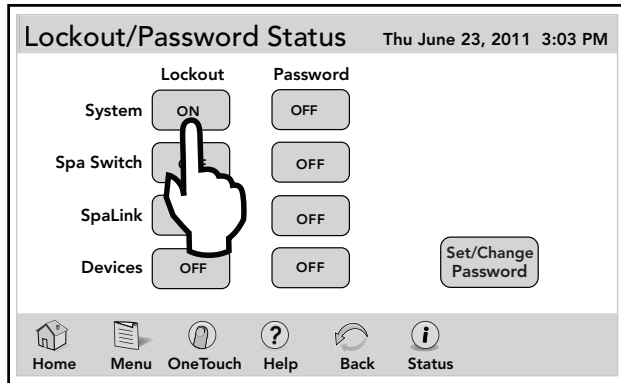 Lockout/Password Status Thu June 23, 2011 3:03 PM
Lockout Password
System ON OFF
Spa Switch OFF
SpaLink OFF
Devices OFF OFF
Set/Change
Password
Home Menu OneTouch Help Back Status